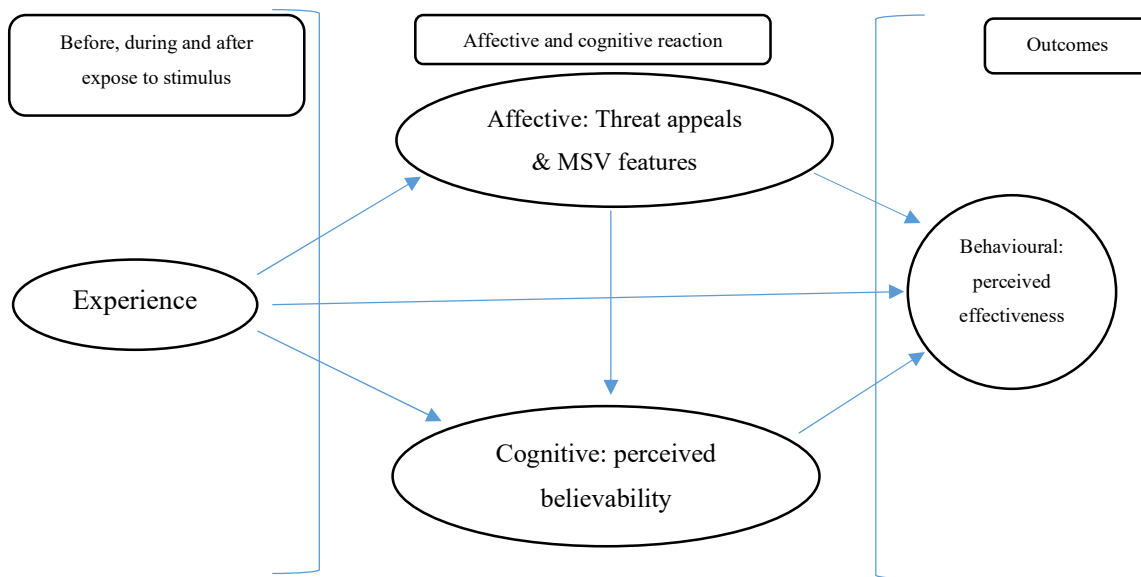 Before, during and after
expose to stimulus
Affective and cognitive reaction
Outcomes
Affective: Threat appeals
& MSV features
Experience
Behavioural:
perceived
effectiveness
Cognitive: perceived
believability